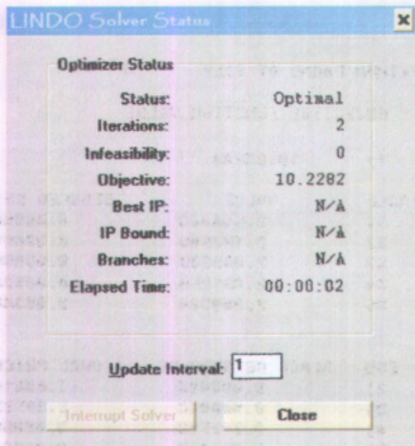 LINDO Solver Status
Optimizer Status
Status: Optimal
Iterations: 2
Infeasibility: 0
Objective: 10.2282
Best IP: N/A
IP Bound: N/A
Branches: N/A
Elapsed Time: 00:00:02
Update Interval: 1
Interrupt Solver Close